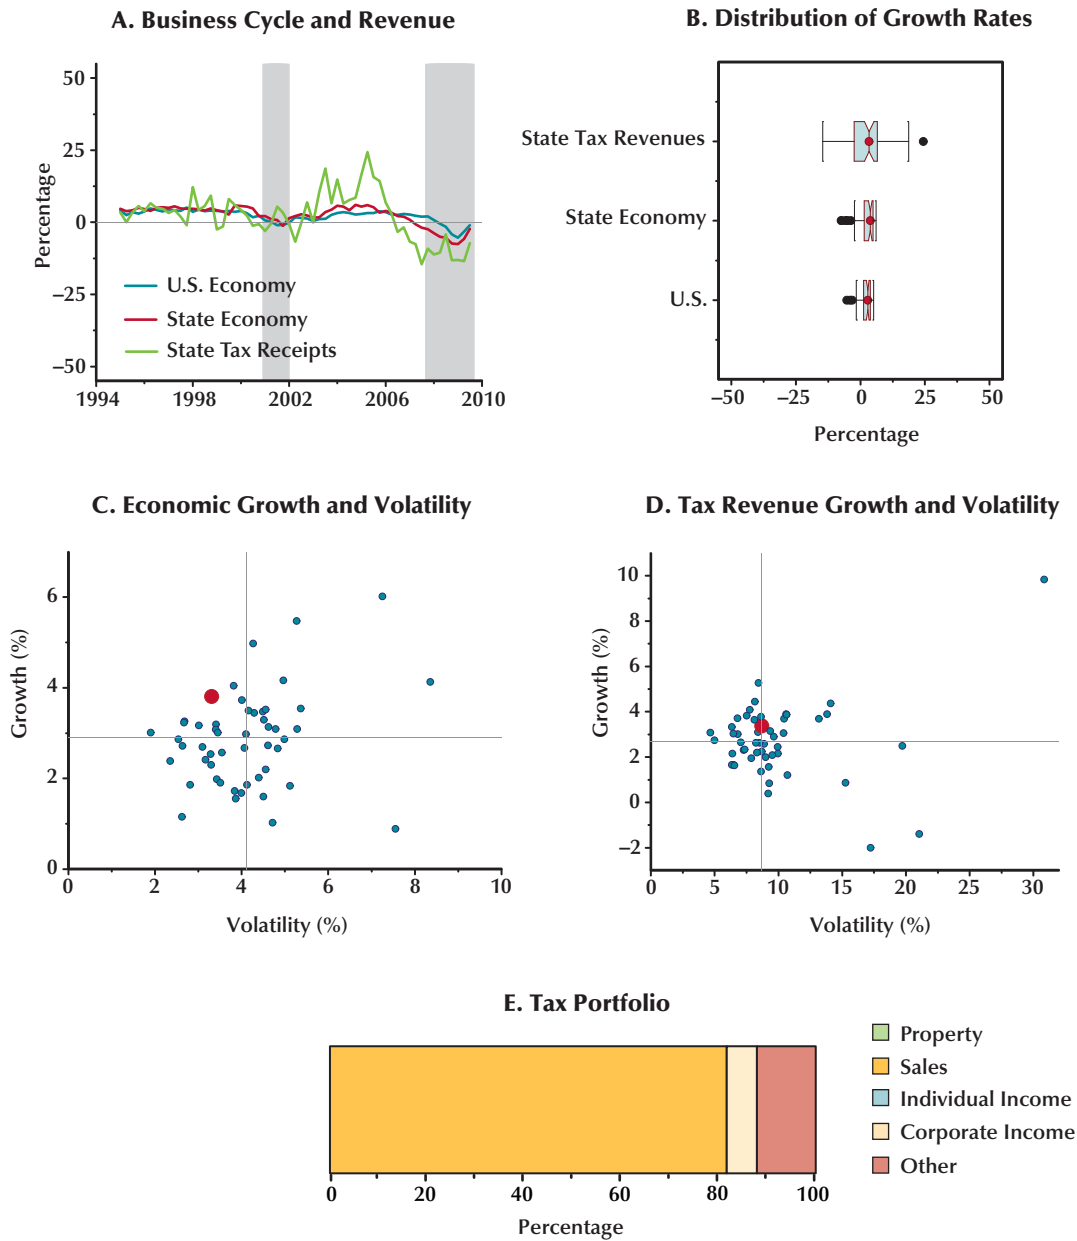 A. Business Cycle and Revenue
50
25
0
−25
−50
Percentage
U.S. Economy
State Economy
State Tax Receipts
1994 1998 2002 2006 2010
B. Distribution of Growth Rates
State Tax Revenues
State Economy
U.S.
−50 −25 0 25 50
Percentage
C. Economic Growth and Volatility
6
4
2
0
Growth (%)
0 2 4 6 8 10
Volatility (%)
D. Tax Revenue Growth and Volatility
10
8
6
4
2
0
−2
Growth (%)
0 5 10 15 20 25 30
Volatility (%)
E. Tax Portfolio
0 20 40 60 80 100
Percentage
Property
Sales
Individual Income
Corporate Income
Other